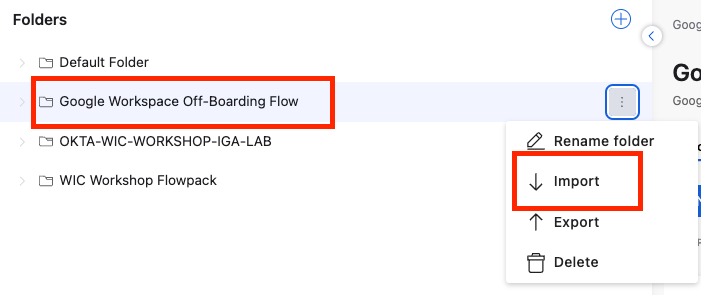 Folders
Goog
Default Folder
Go
Google Workspace Off-Boarding Flow
Goog
Rename folder
OKTA-WIC-WORKSHOP-IGA-LAB
WIC Workshop Flowpack
Import
Export
Delete